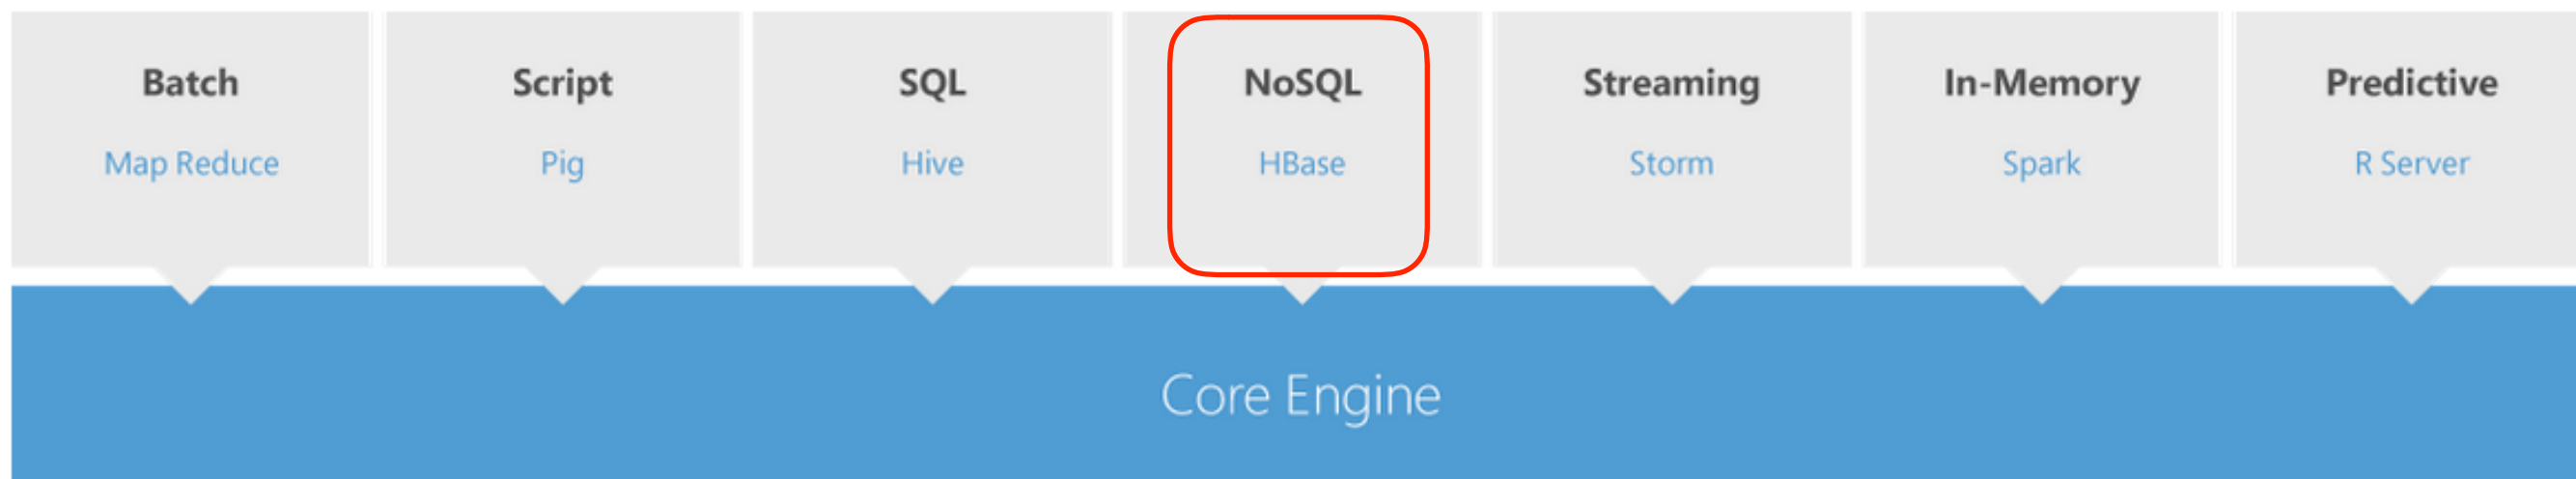 Batch
Map Reduce
Script
Pig
SQL
Hive
NoSQL
HBase
Streaming
Storm
In-Memory
Spark
Predictive
R Server
Core Engine